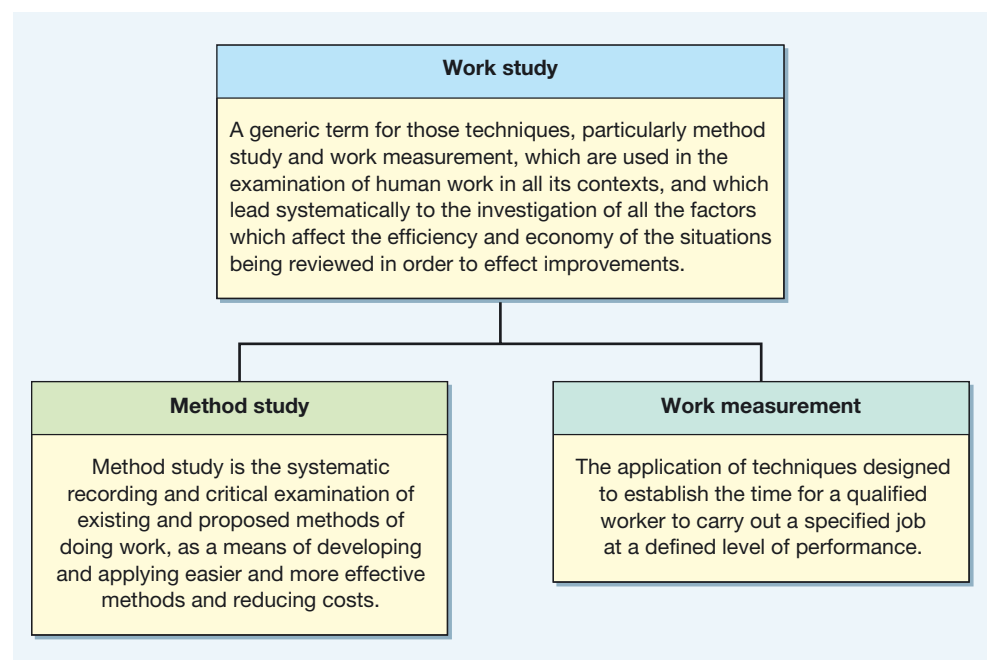 Work study
A generic term for those techniques, particularly method
study and work measurement, which are used in the
examination of human work in all its contexts, and which
lead systematically to the investigation of all the factors
which affect the efficiency and economy of the situations
being reviewed in order to effect improvements.
Method study
Method study is the systematic
recording and critical examination of
existing and proposed methods of
doing work, as a means of developing
and applying easier and more effective
methods and reducing costs.
Work measurement
The application of techniques designed
to establish the time for a qualified
worker to carry out a specified job
at a defined level of performance.